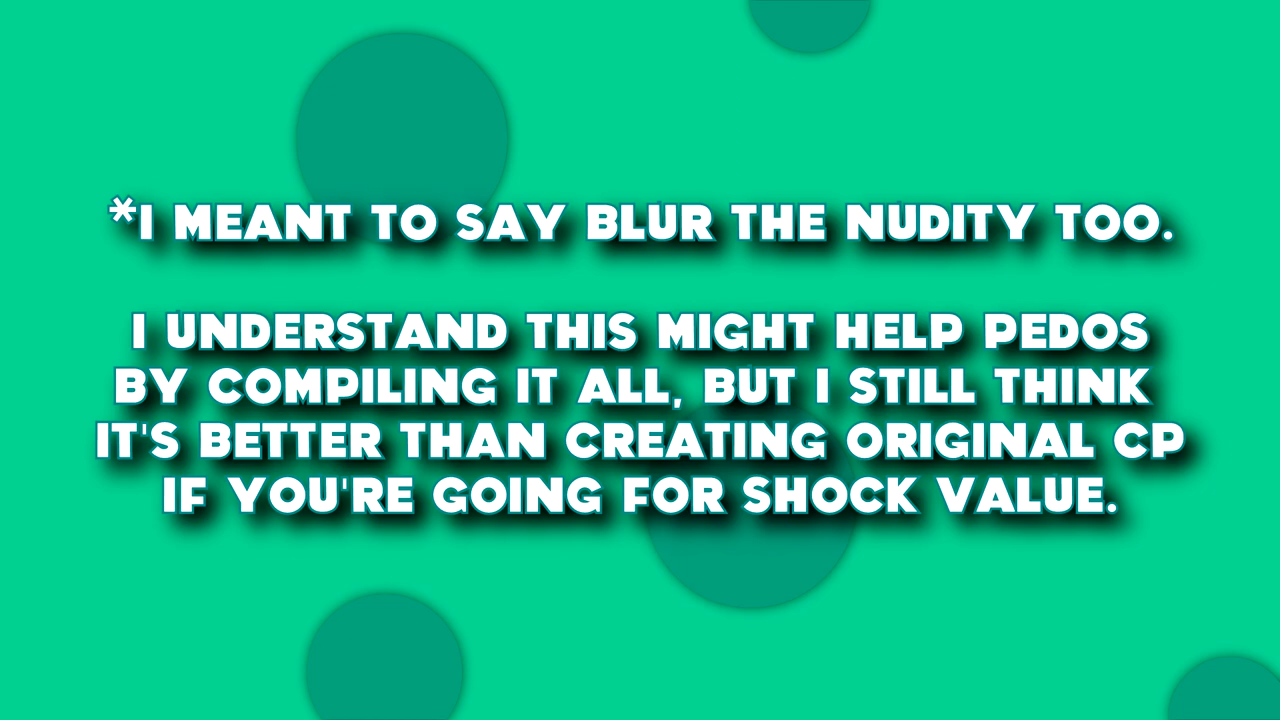 *I MEANT TO SAY BLUR THE NUDITY TOO.
I UNDERSTAND THIS MIGHT HELP PEDOS
BY COMPILING IT ALL, BUT I STILL THINK
IT'S BETTER THAN CREATING ORIGINAL CP
IF YOU'RE GOING FOR SHOCK VALUE.